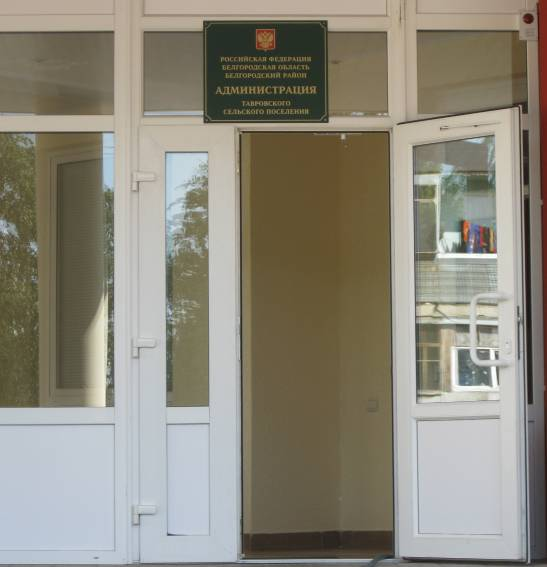 РОССИЙСКАЯ ФЕДЕРАЦИЯ
БЕЛГОРОДСКАЯ ОБЛАСТЬ
БЕЛГОРОДСКИЙ РАЙОН
АДМИНИСТРАЦИЯ
ТАВРОВСКОГО
СЕЛЬСКОГО ПОСЕЛЕНИЯ